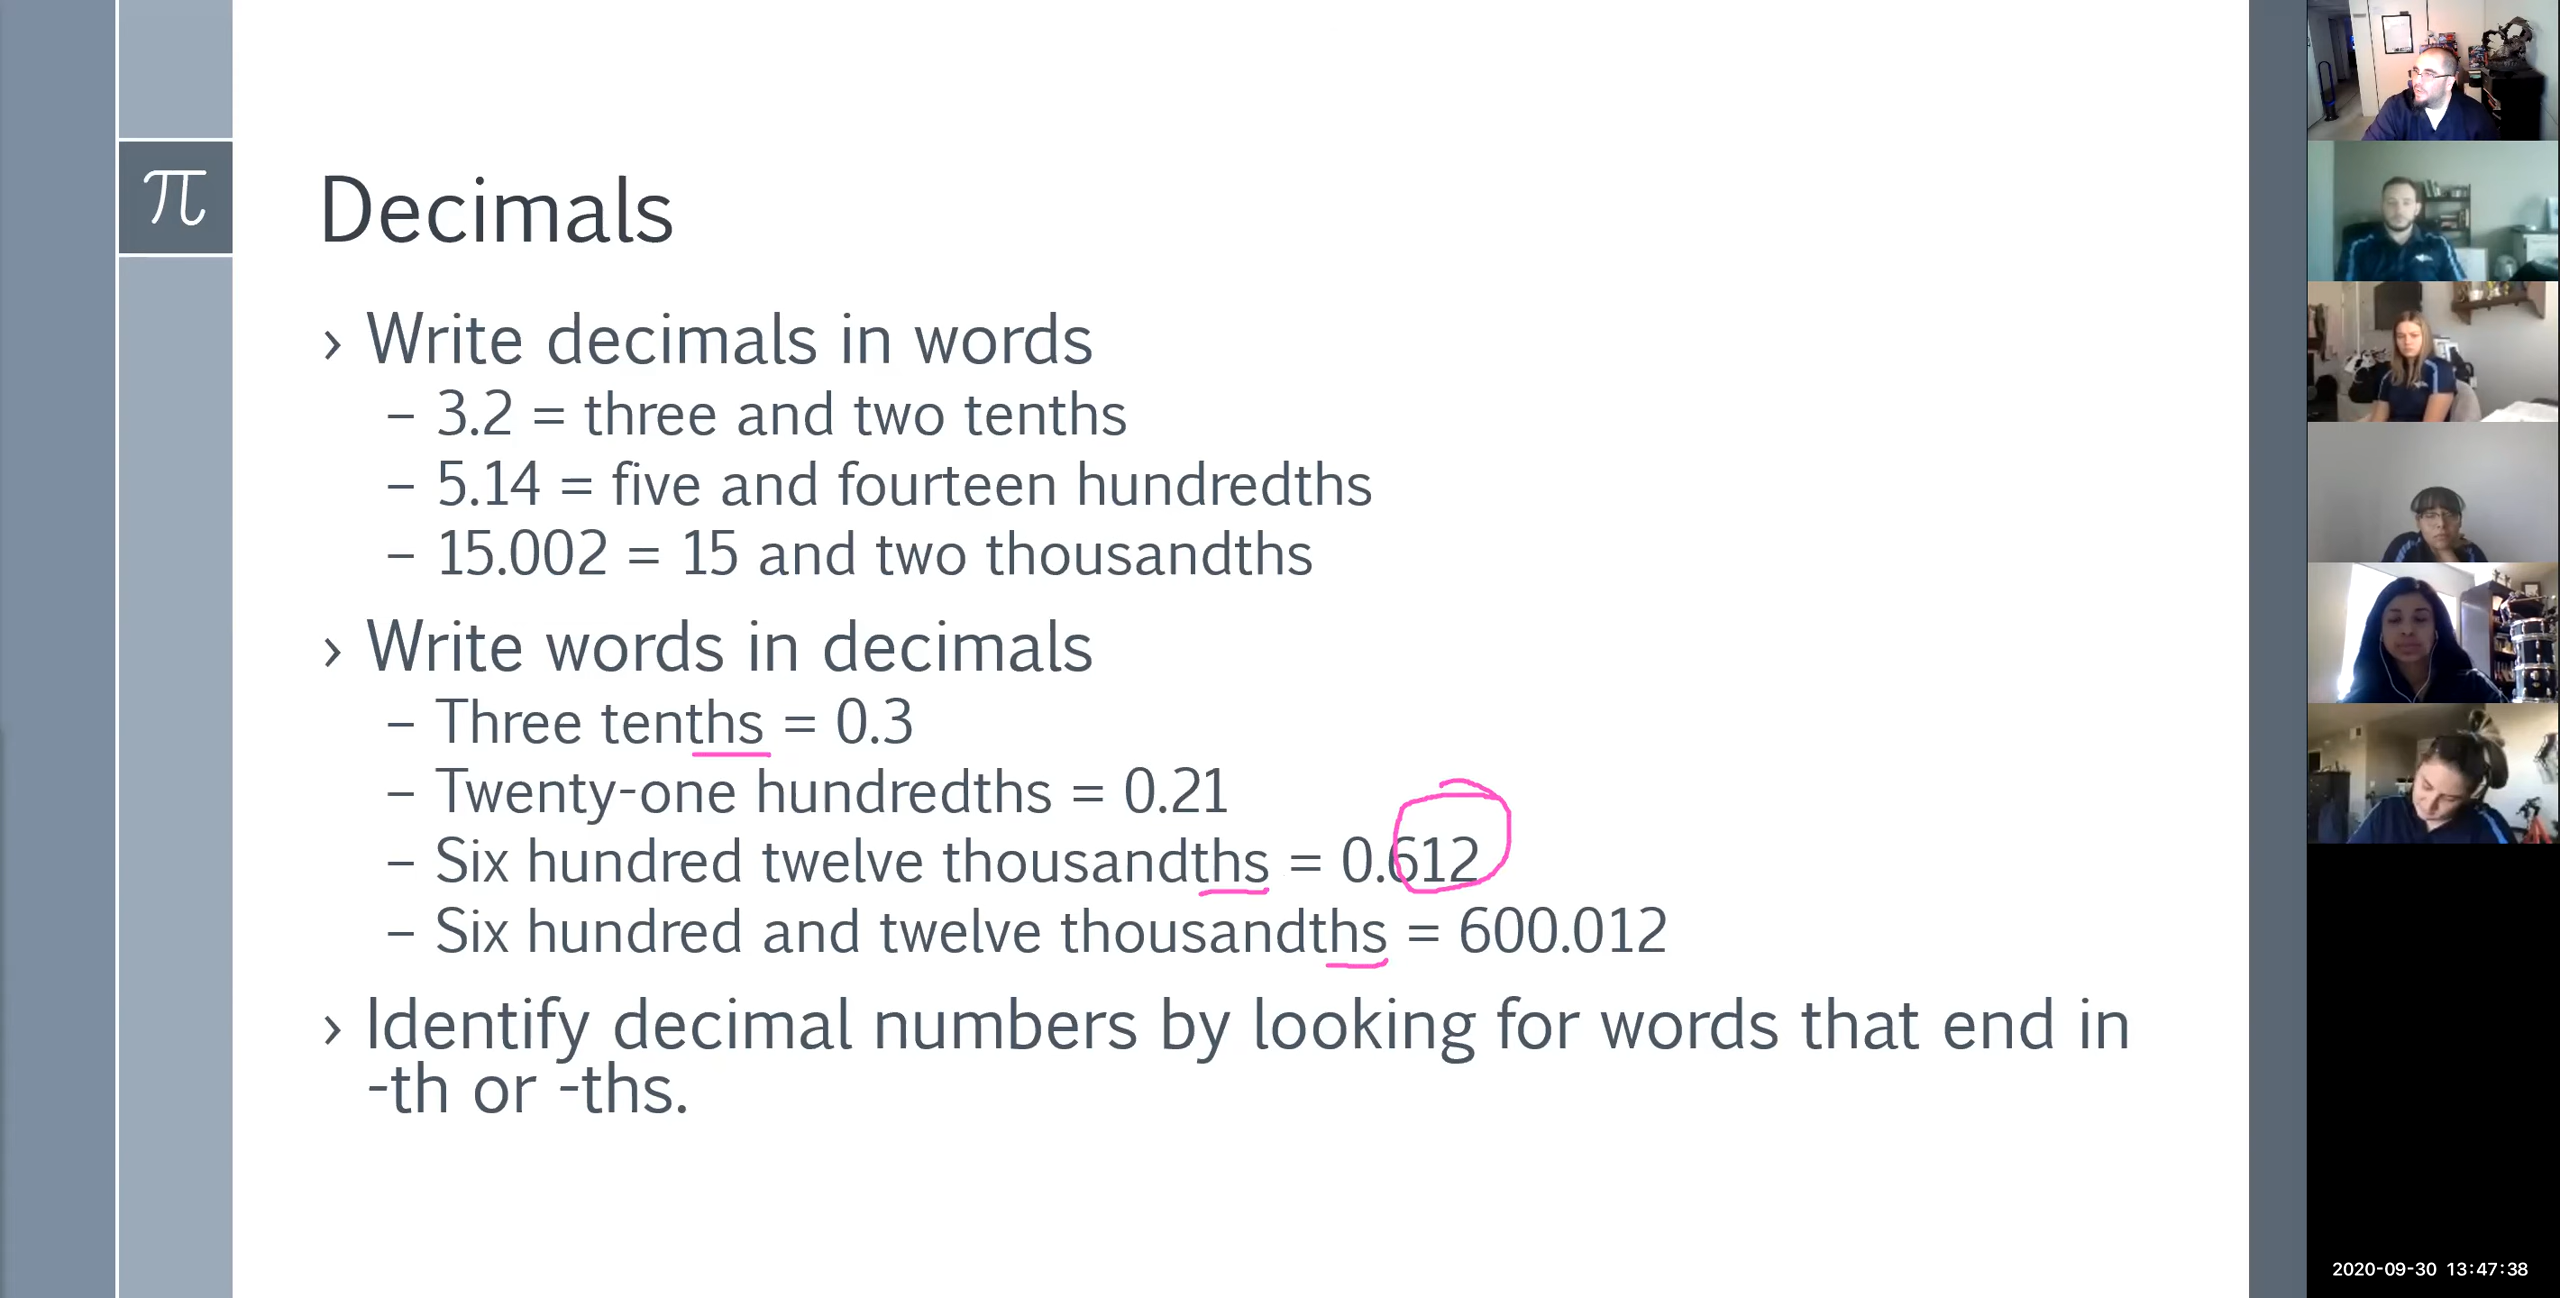 π
Decimals
› Write decimals in words
– 3.2 = three and two tenths
– 5.14 = five and fourteen hundredths
– 15.002 = 15 and two thousandths
› Write words in decimals
– Three tenths = 0.3
– Twenty-one hundredths = 0.21
– Six hundred twelve thousandths = 0.612
– Six hundred and twelve thousandths = 600.012
› Identify decimal numbers by looking for words that end in
-th or -ths.
2020-09-30 13:47:38